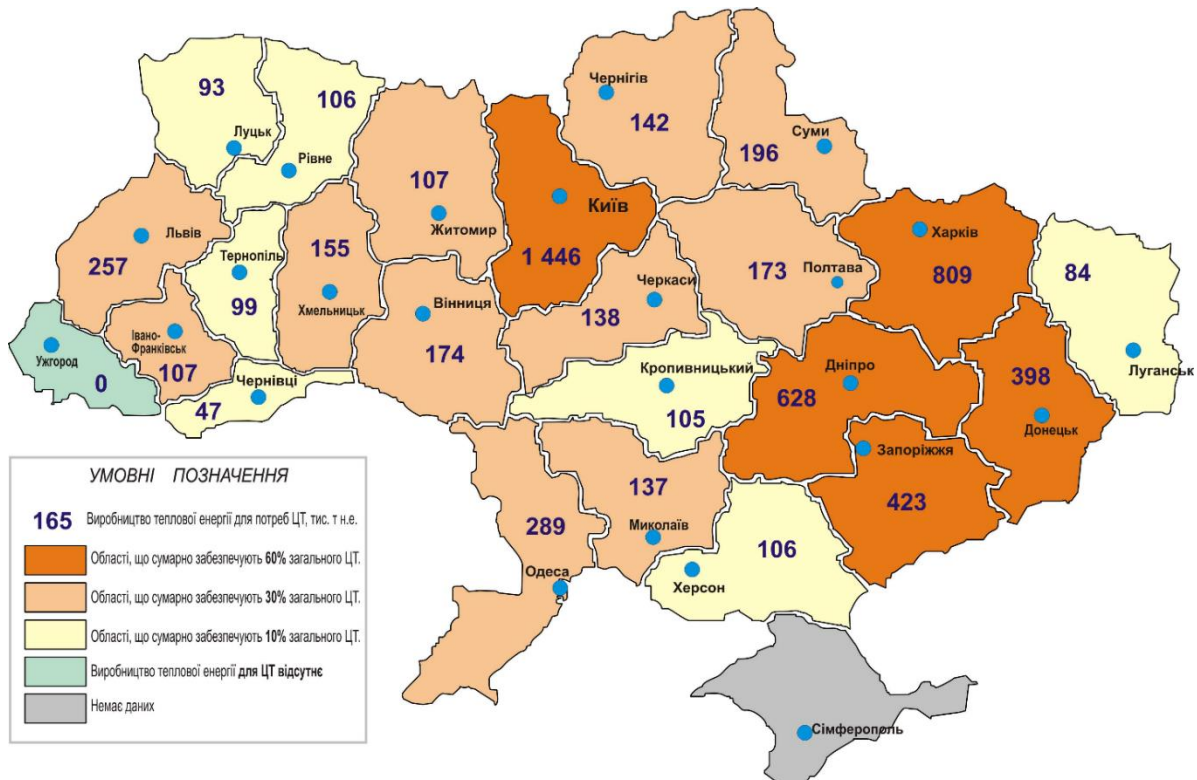 Чернігів
93
106
142
Суми
Луцьк
196
Рівне
107
Київ
Житомир
Львів
Харків
155
Тернопіль
1 446
173
Полтава
809
84
257
Черкаси
Хмельницьк
99
Вінниця
138
Івано-
Франківськ
Ужгород
174
Луганськ
0
107
Чернівці
Кропивницький
Дніпро
398
628
47
105
Донецьк
Запоріжжя
137
423
289
Миколаїв
106
Одеса
Херсон
Сімферополь
УМОВНІ ПОЗНАЧЕННЯ
165 Виробництво теплової енергії для потреб ЦТ, тис. т н.е.
Області, що сумарно забезпечують 60% загального ЦТ.
Області, що сумарно забезпечують 30% загального ЦТ.
Області, що сумарно забезпечують 10% загального ЦТ.
Виробництво теплової енергії для ЦТ відсутнє
Немає даних